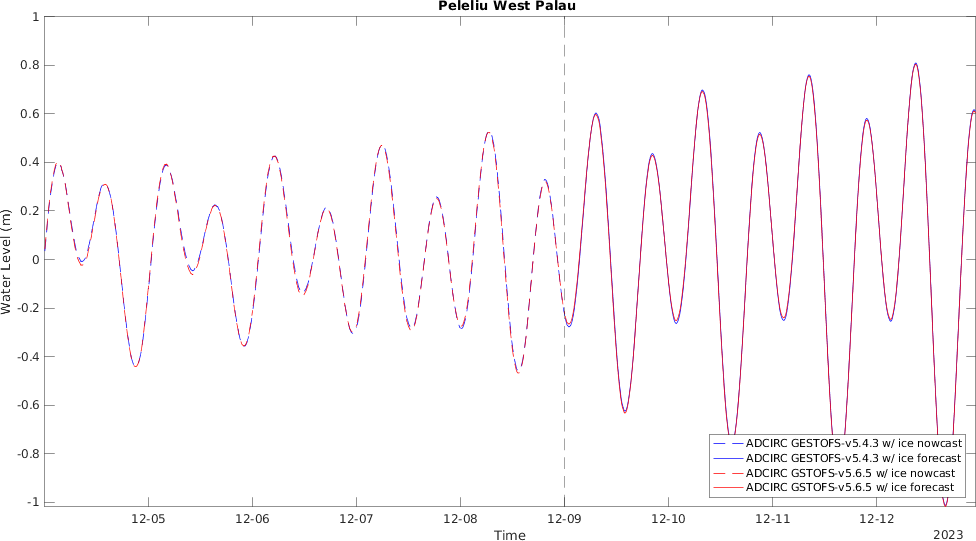 Peleliu West Palau
1
0.8
0.6
0.4
0.2
0
-0.2
-0.4
-0.6
-0.8
-1
Water Level (m)
ADCIRC GESTOFS-v5.4.3 w/ ice nowcast
ADCIRC GESTOFS-v5.4.3 w/ ice forecast
ADCIRC GSTOFS-v5.6.5 w/ ice nowcast
ADCIRC GSTOFS-v5.6.5 w/ ice forecast
12-05 12-06 12-07 12-08 12-09 12-10 12-11 12-12
Time
2023